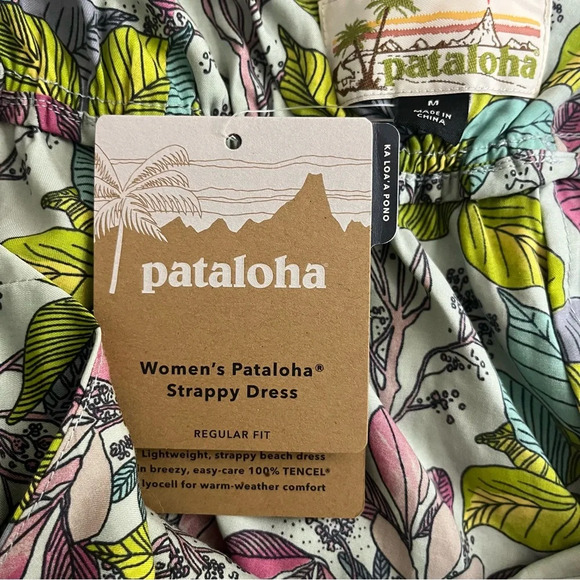 pataloha
M
MADE IN
CHINA
KA LOA'A PONO
pataloha
Women's Pataloha®
Strappy Dress
REGULAR FIT
Lightweight, strappy beach dress
in breezy, easy-care 100% TENCEL®
lyocell for warm-weather comfort